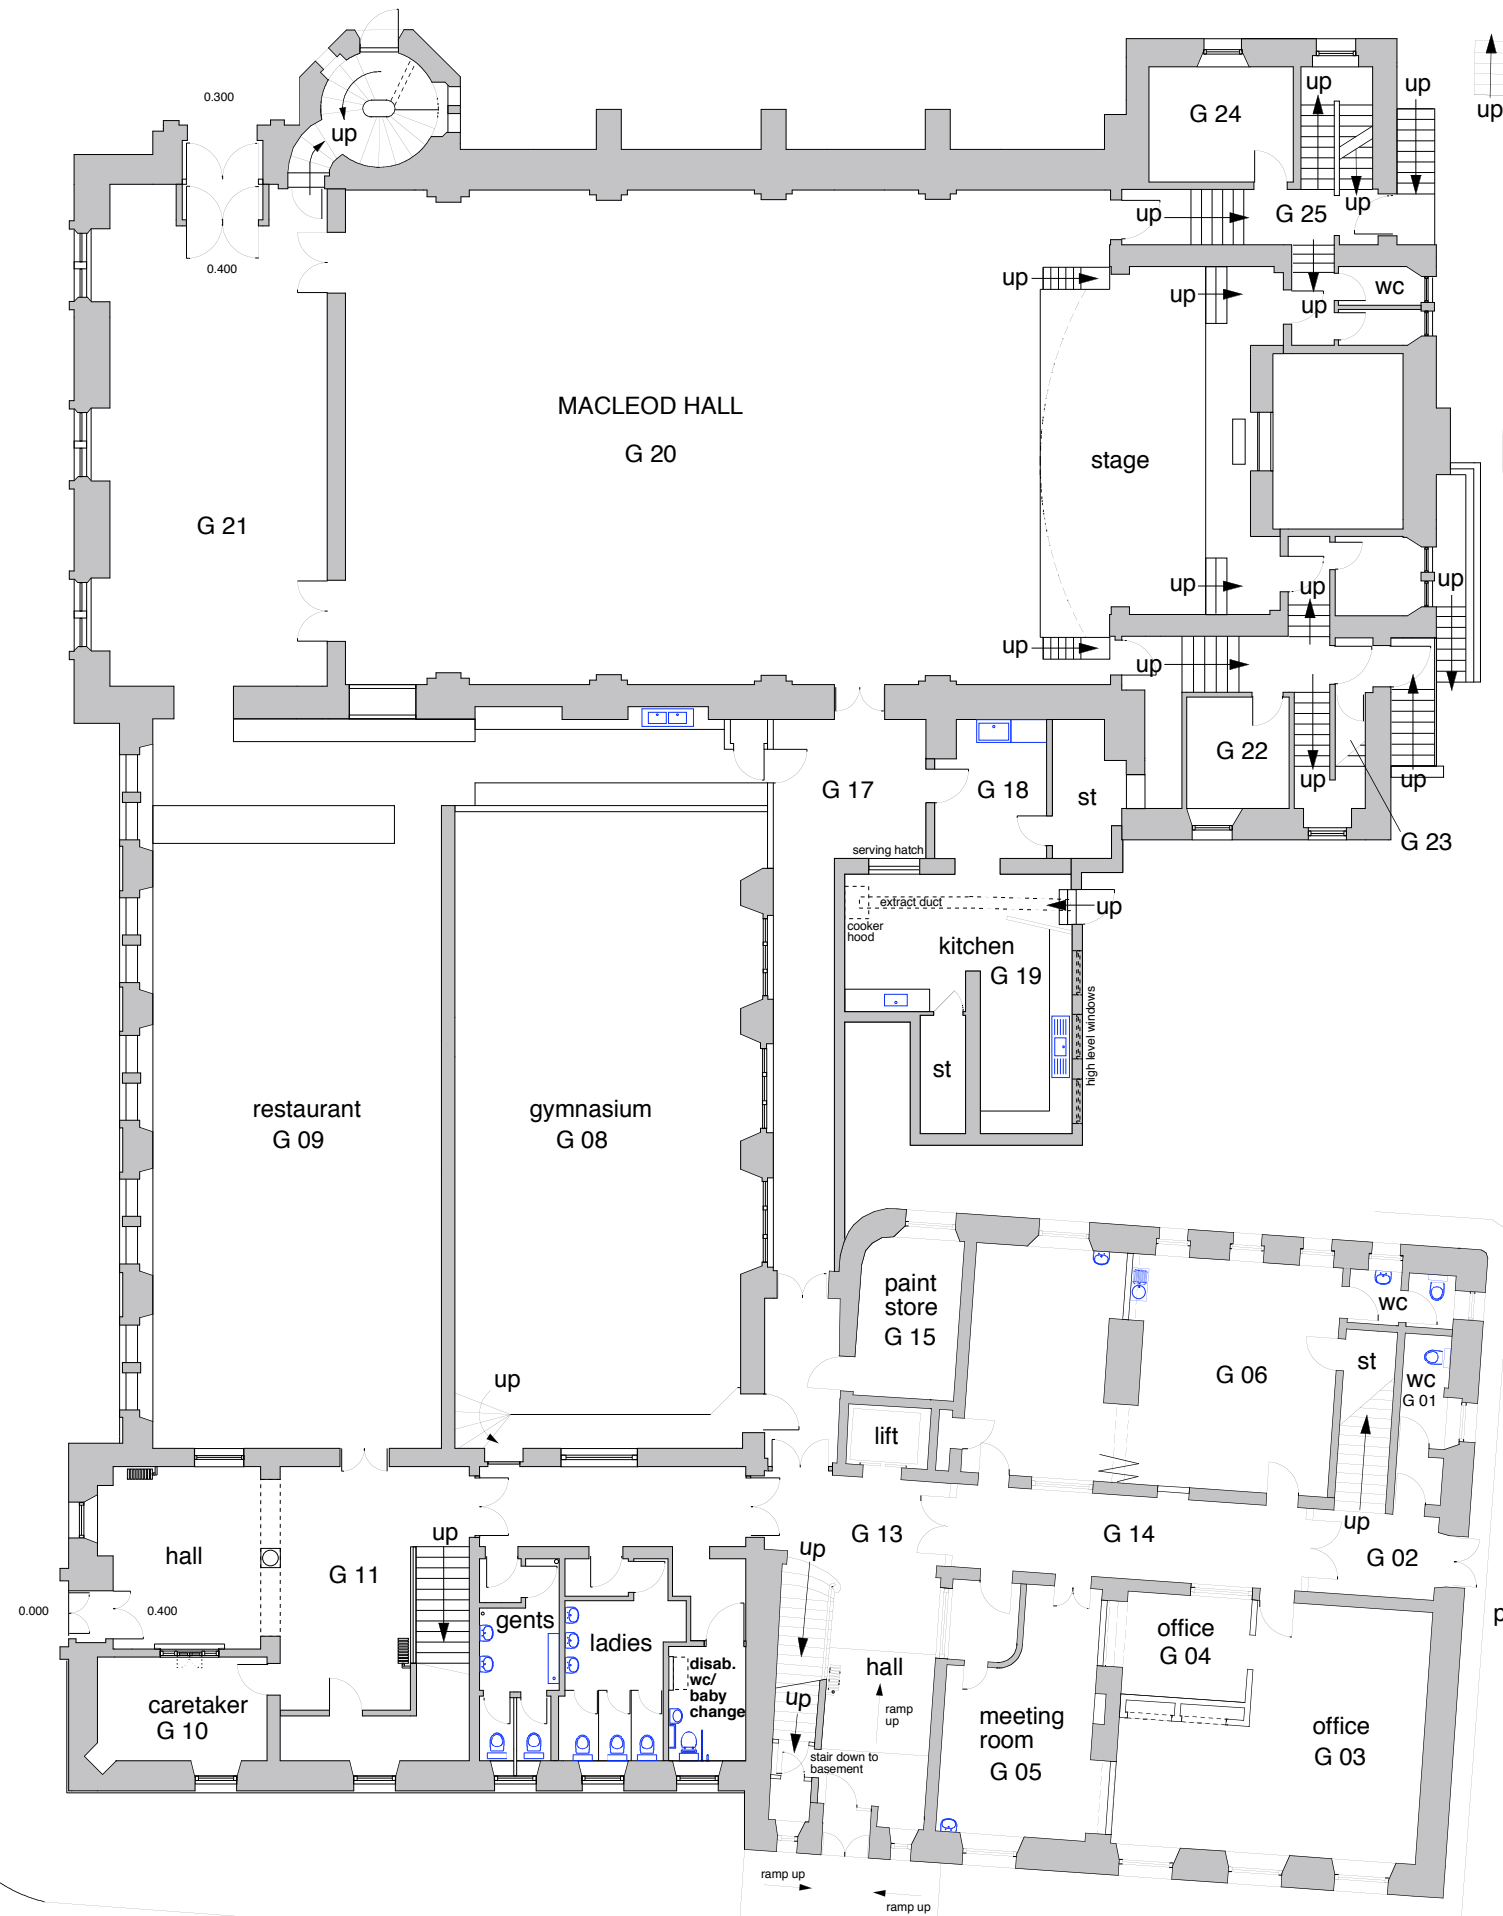 0.300
up
0.400
G 24
up
up
up
up
G 25
up
up
up
up
wc
MACLEOD HALL
G 20
stage
G 21
up
up
up
up
up
up
G 22
up
up
G 23
G 17
G 18
st
serving hatch
extract duct
up
cooker
hood
kitchen
G 19
high level windows
st
restaurant
G 09
gymnasium
G 08
up
paint
store
G 15
lift
G 06
wc
st
wc
G 01
up
G 02
G 13
G 14
hall
up
G 11
up
0.000
0.400
gents
ladies
disab.
wc/
baby
change
caretaker
G 10
up
hall
ramp
up
stair down to
basement
meeting
room
G 05
office
G 04
office
G 03
p
ramp up
ramp up